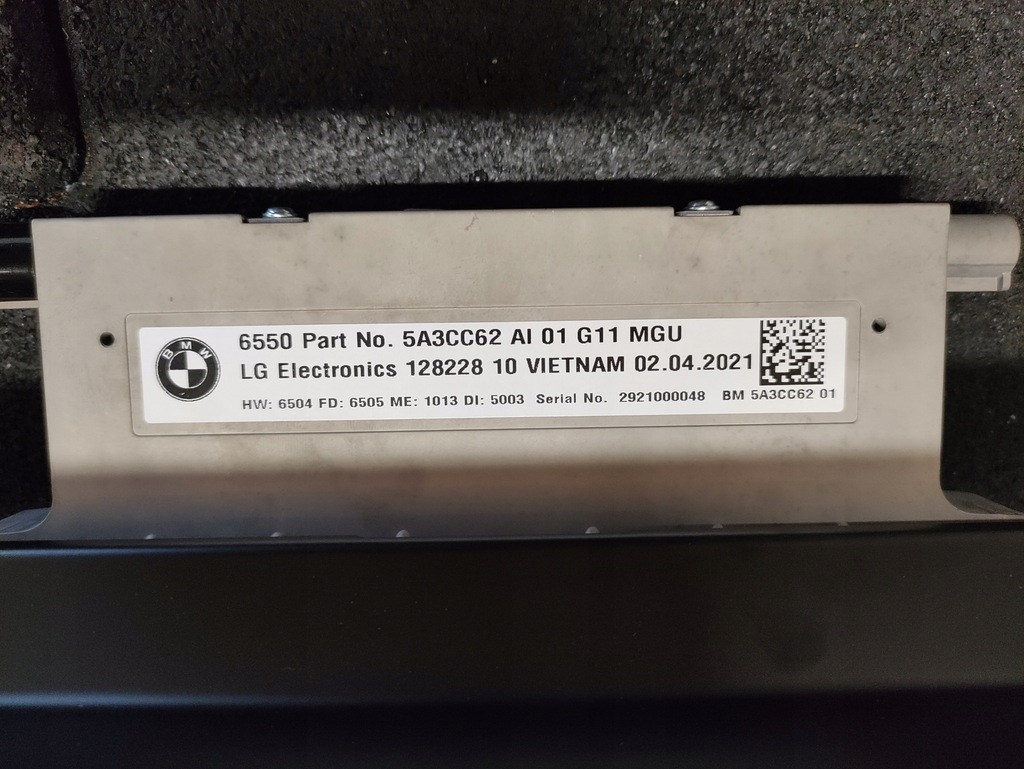 BMW
6550 Part No. 5A3CC62 AI 01 G11 MGU
LG Electronics 128228 10 VIETNAM 02.04.2021
HW: 6504 FD: 6505 ME: 1013 DI: 5003 Serial No. 2921000048 BM 5A3CC62 01